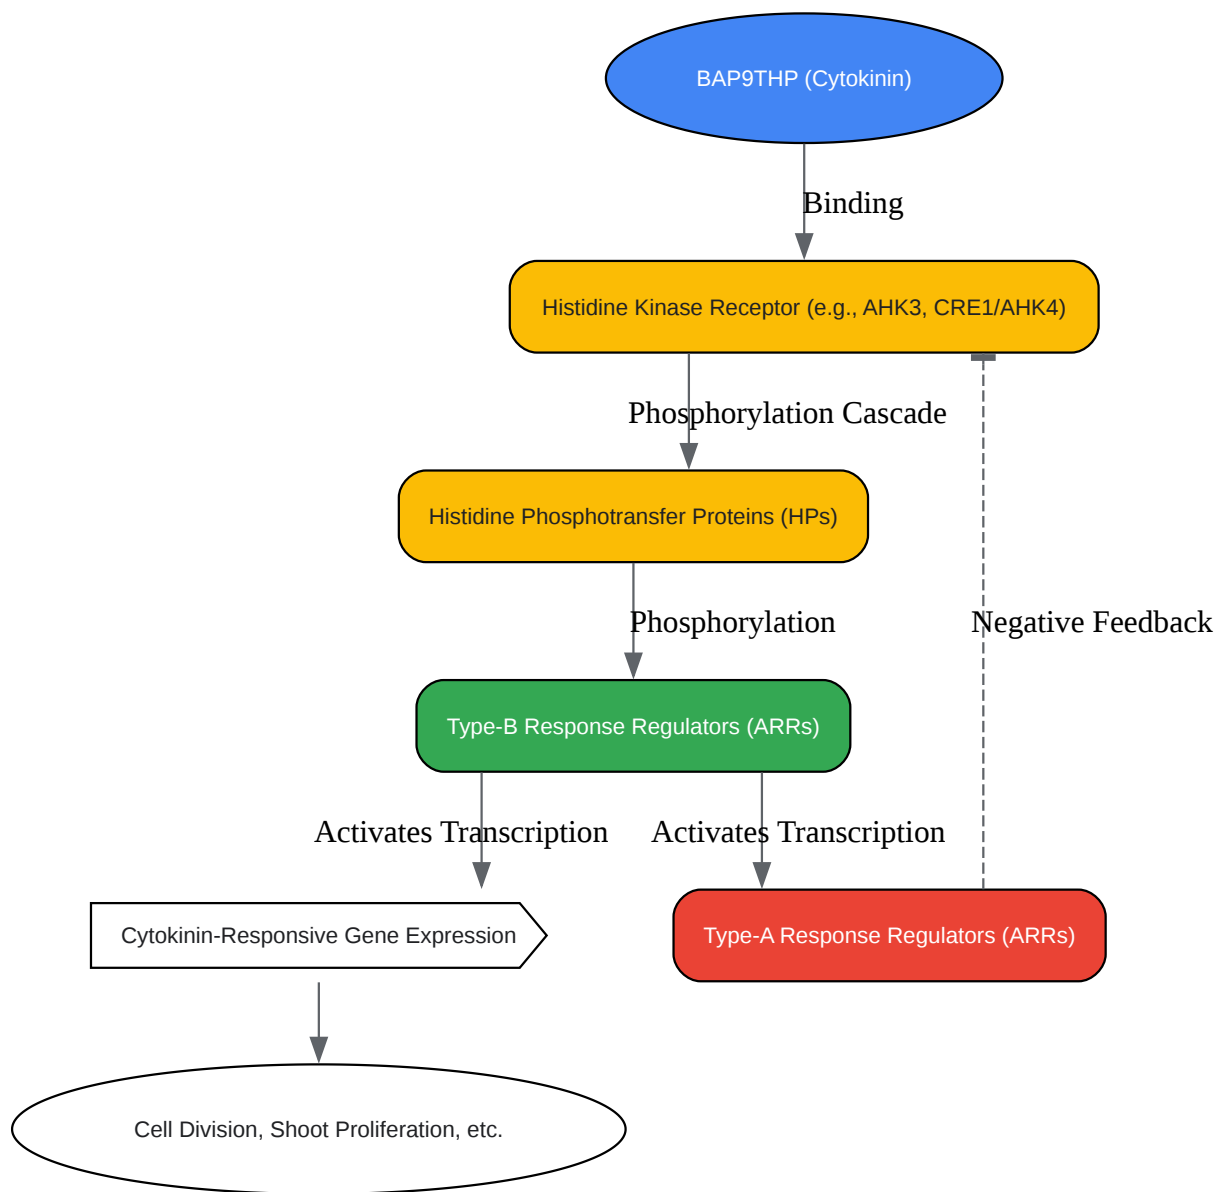 BAP9THP (Cytokinin)
Binding
Histidine Kinase Receptor (e.g., AHK3, CRE1/AHK4)
Phosphorylation Cascade
Histidine Phosphotransfer Proteins (HPs)
Phosphorylation
Negative Feedback
Type-B Response Regulators (ARRs)
Activates Transcription
Activates Transcription
Cytokinin-Responsive Gene Expression
Type-A Response Regulators (ARRs)
Cell Division, Shoot Proliferation, etc.